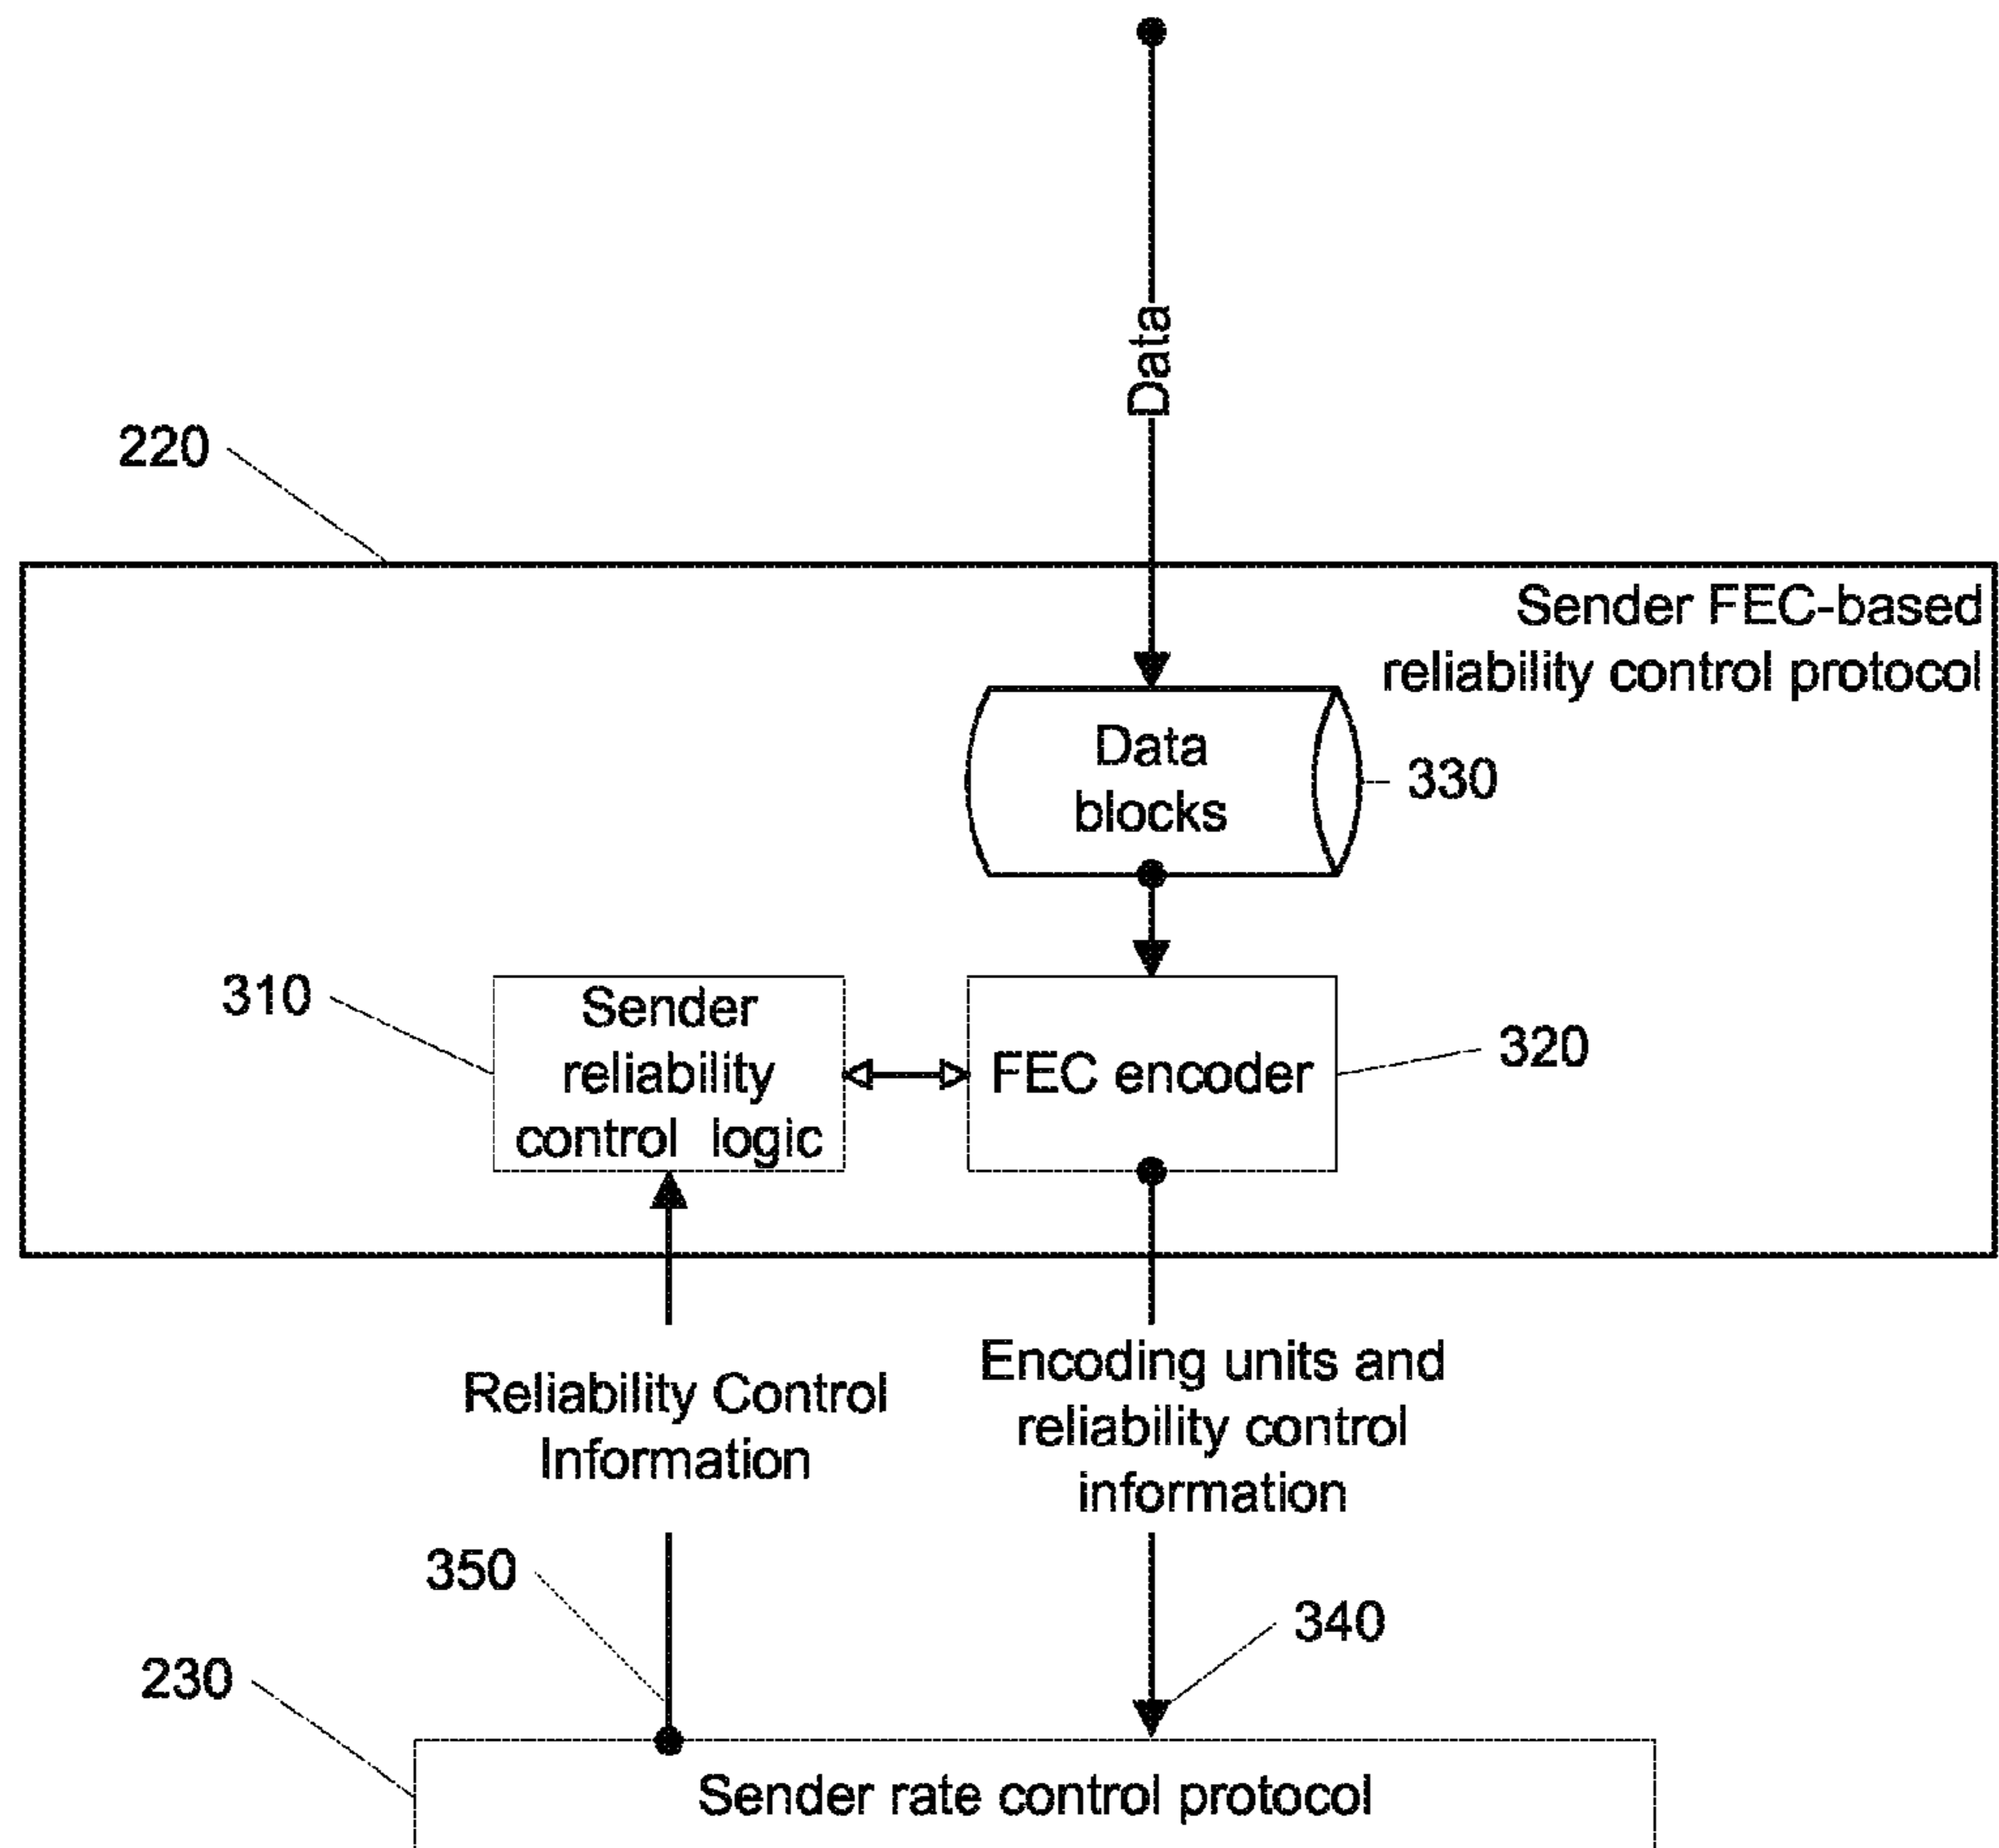 Data
220
Sender FEC-based
reliability control protocol
Data
blocks
330
310
Sender
reliability
control logic
FEC encoder
320
Reliability Control
Information
Encoding units and
reliability control
information
350
340
230
Sender rate control protocol